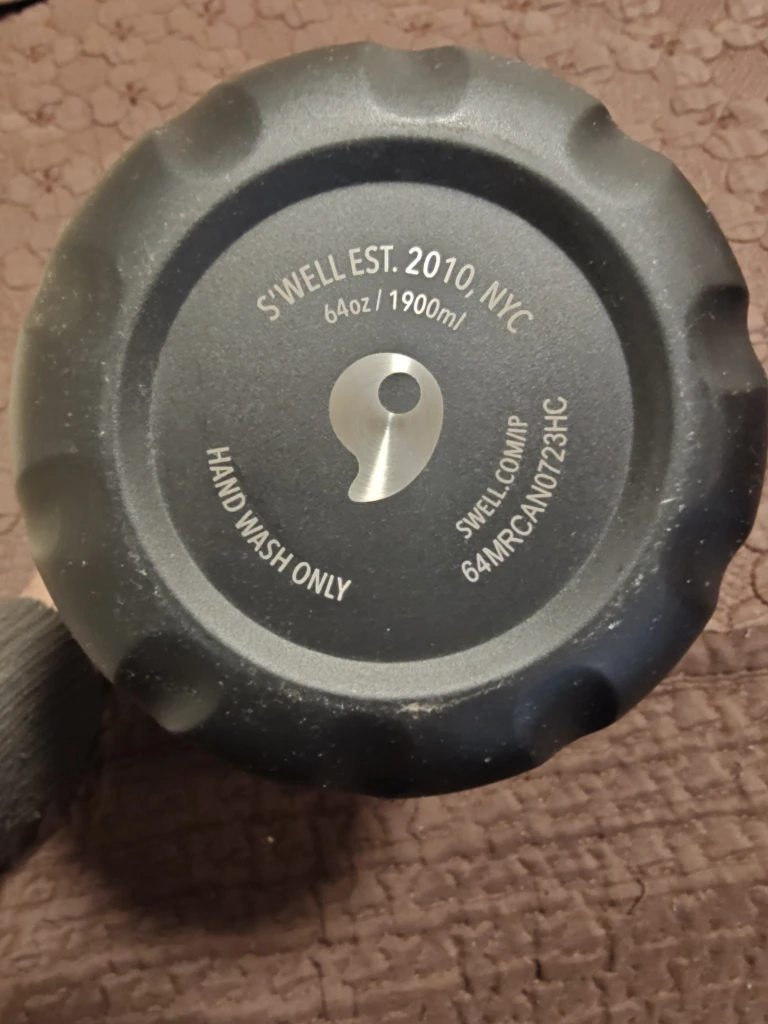 S'WELL EST. 2010, NYC
64oz / 1900ml
HAND WASH ONLY
SWELL.COM/IP
64MRCAN0723HC